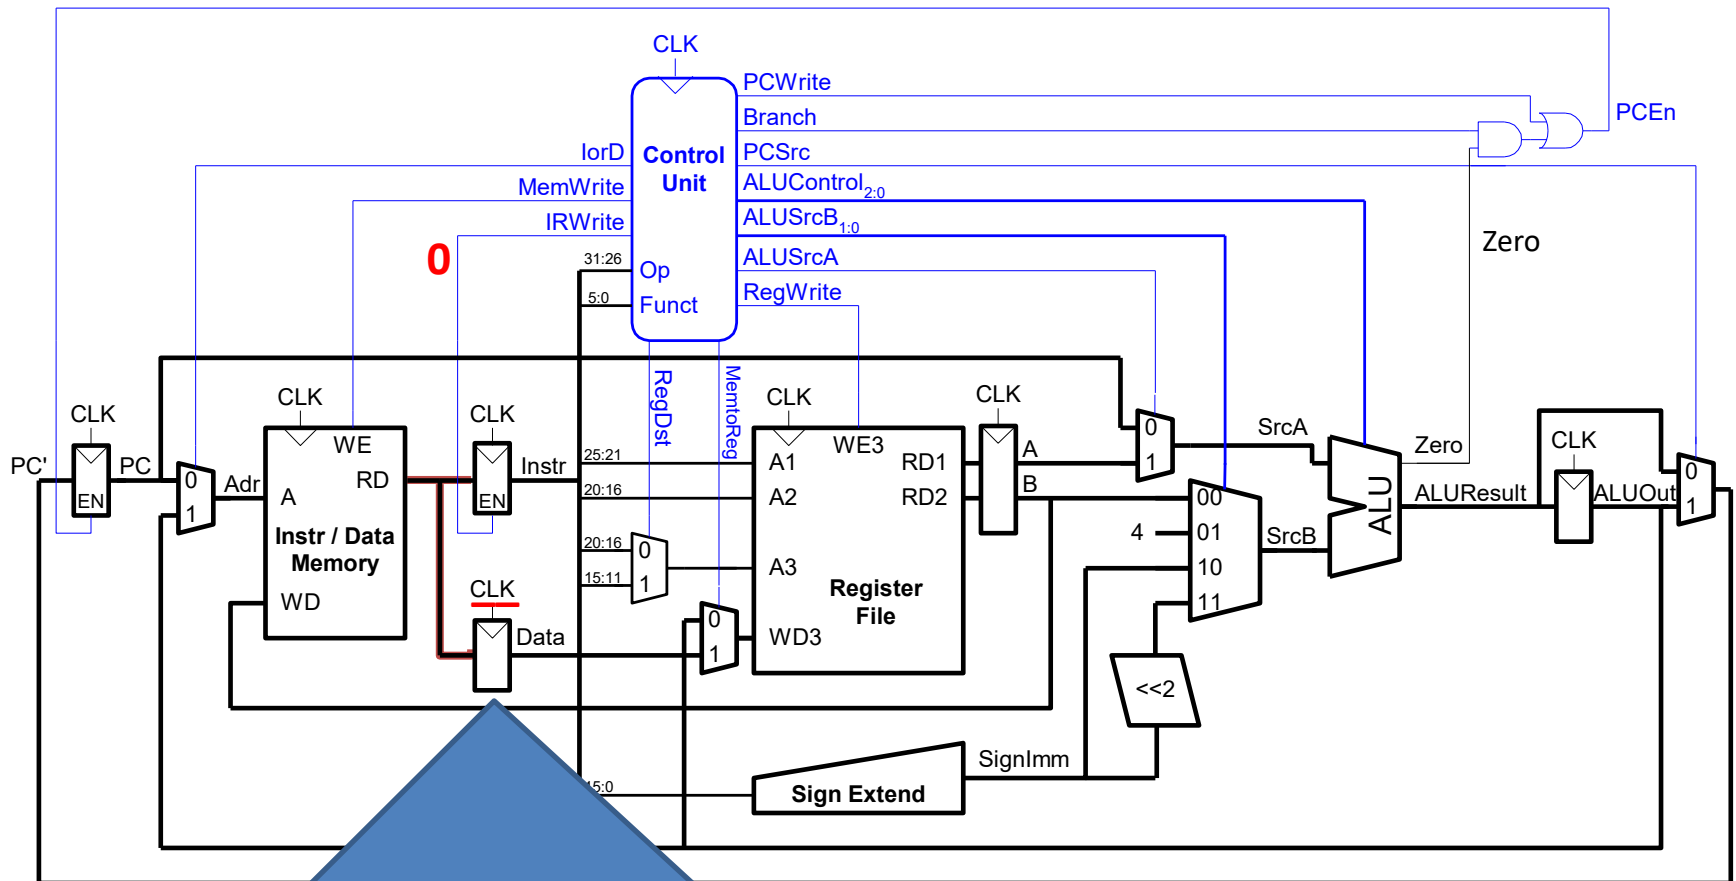 CLK
PCWrite
Branch
PCEn
IorD
Control
Unit
PCSrc
MemWrite
ALUControl2:0
IRWrite
ALUSrcB1:0
0
Zero
31:26
Op
ALUSrcA
5:0
Funct
RegWrite
RegDst
MemtoReg
CLK
CLK
CLK
CLK
CLK
CLK
PC'
EN
PC
0
1
Adr
WE
A
RD
Instr / Data
Memory
WD
EN
Instr
25:21
20:16
20:16
0
15:11
1
CLK
Data
0
1
WE3
A1
RD1
A2
RD2
A3
Register
File
WD3
A
B
0
1
SrcA
00
4
01
10
11
SrcB
ALU
Zero
ALUResult
ALUOut
0
1
<<2
SignImm
15:0
Sign Extend